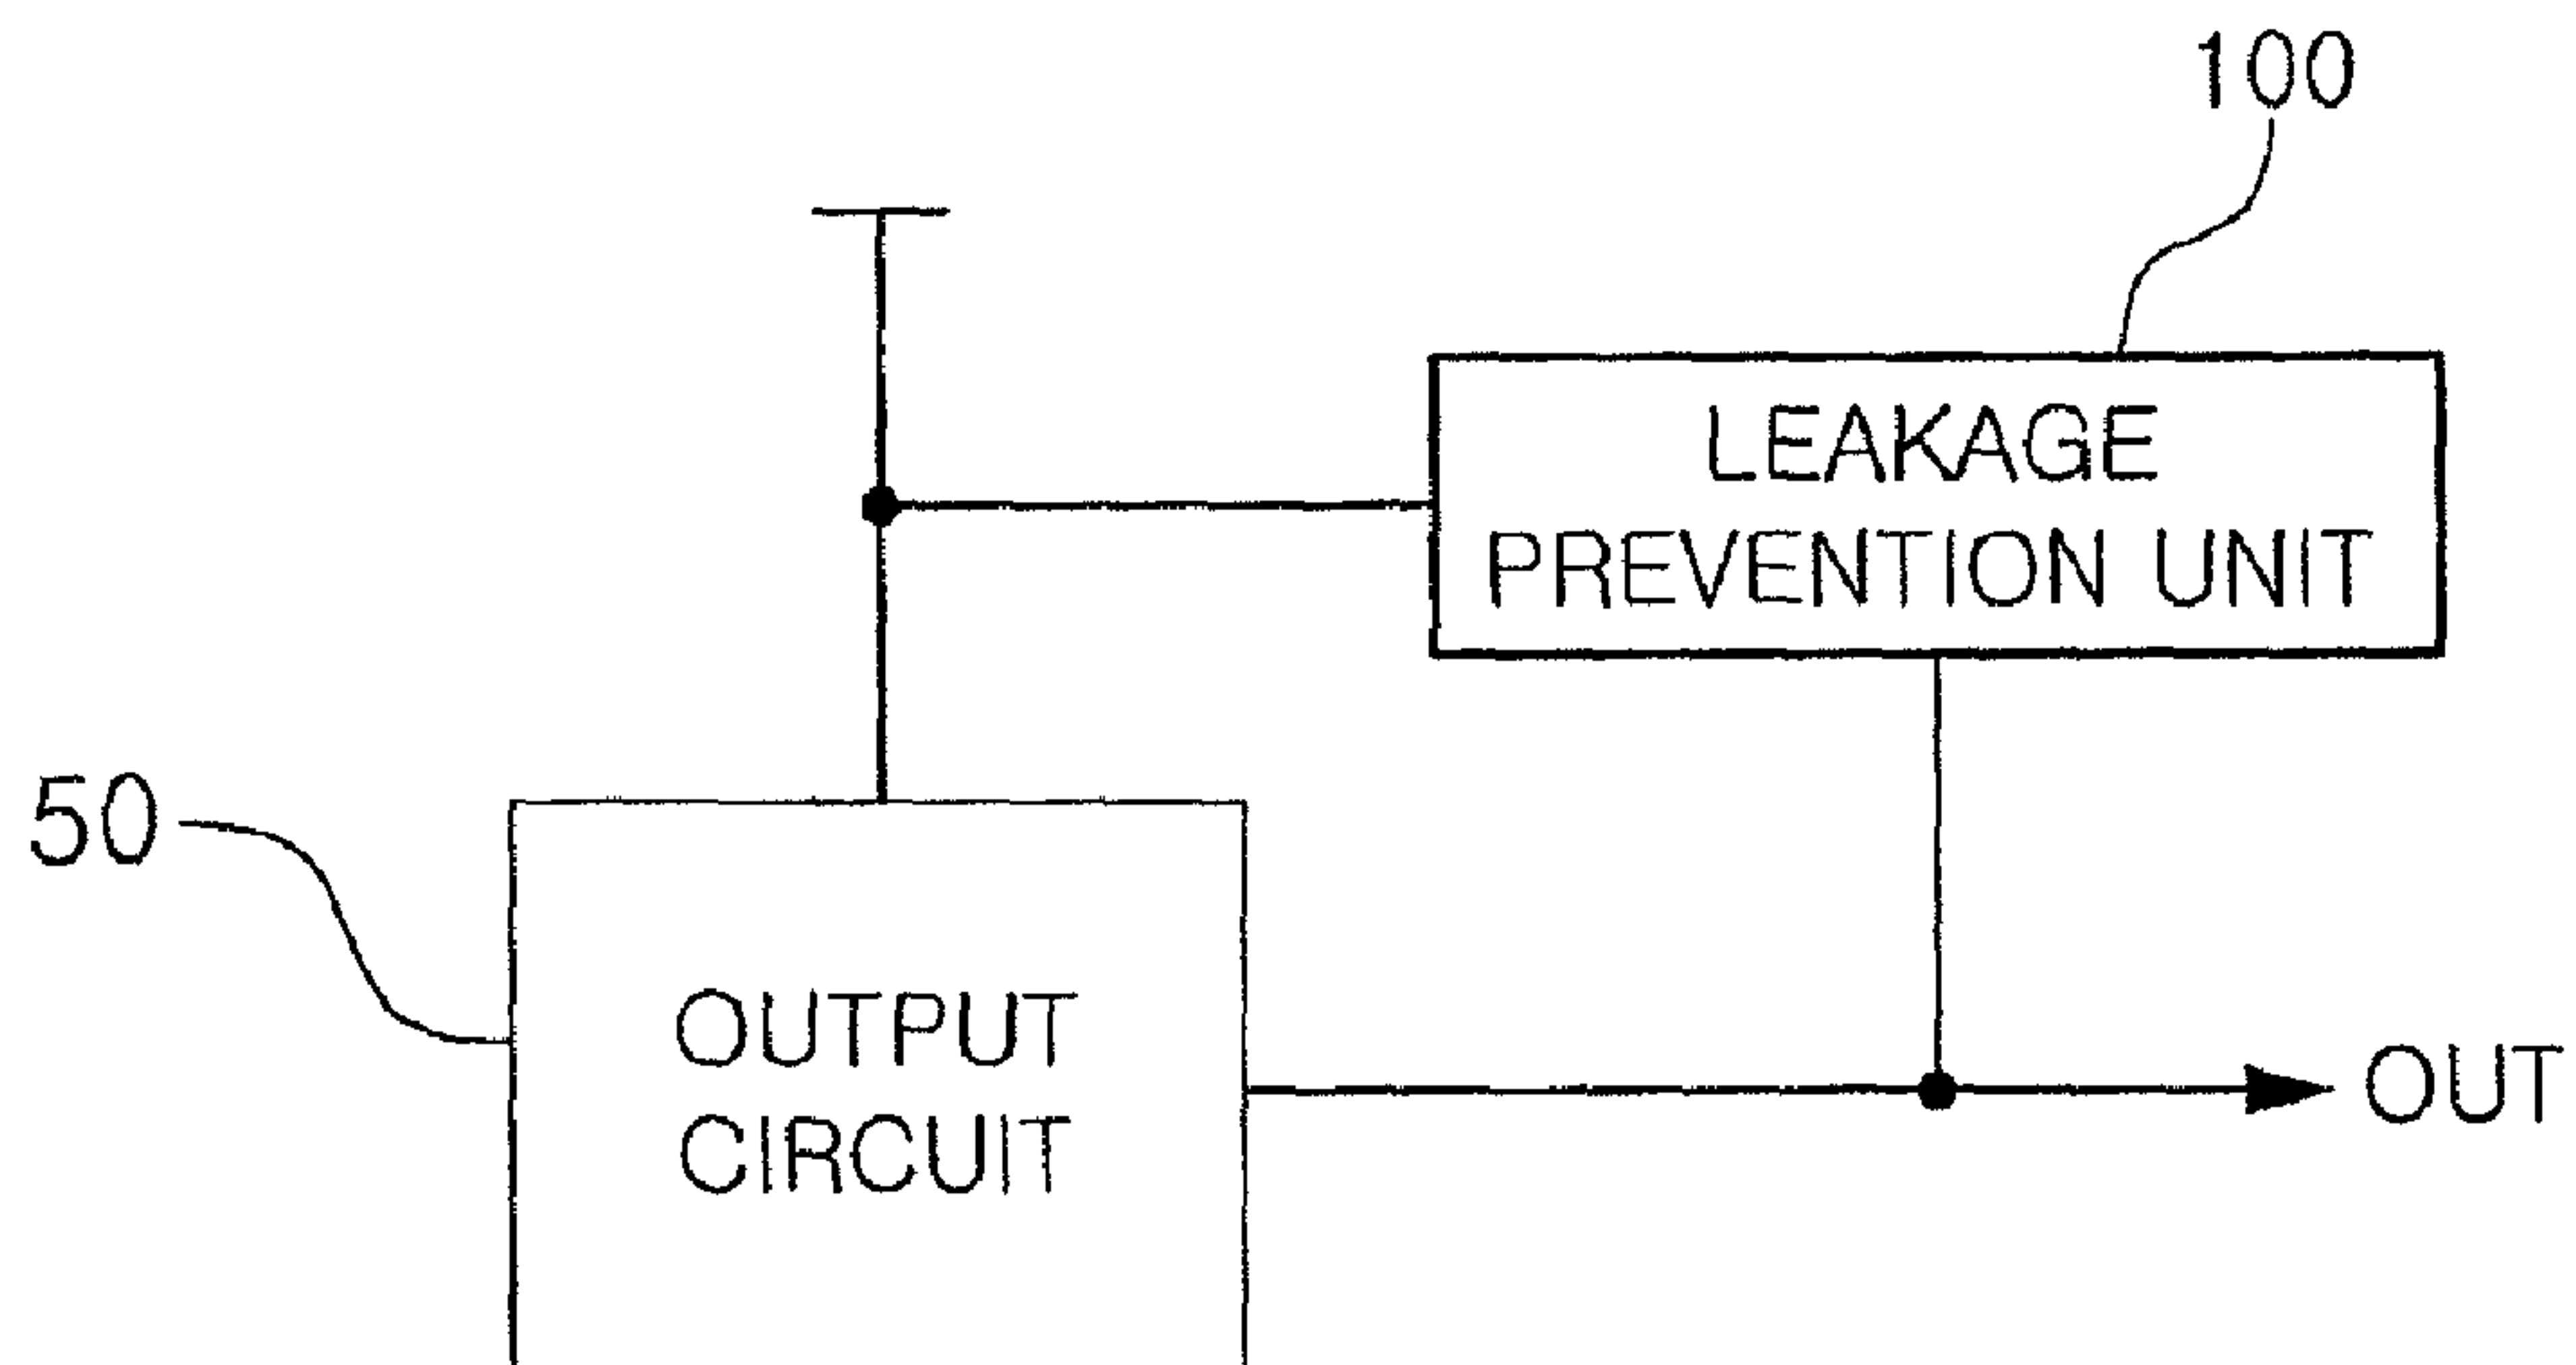 100
LEAKAGE
PREVENTION UNIT
50
OUTPUT
CIRCUIT
OUT